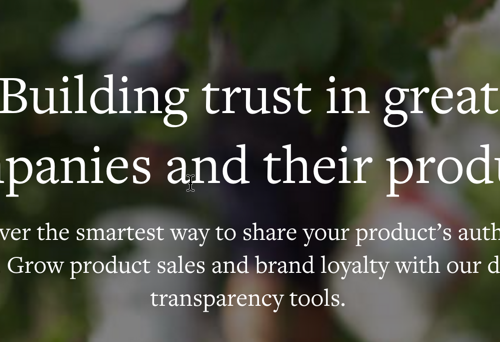 Building trust in great
panies and their produ
ver the smartest way to share your product's auth
Grow product sales and brand loyalty with our d
transparency tools.